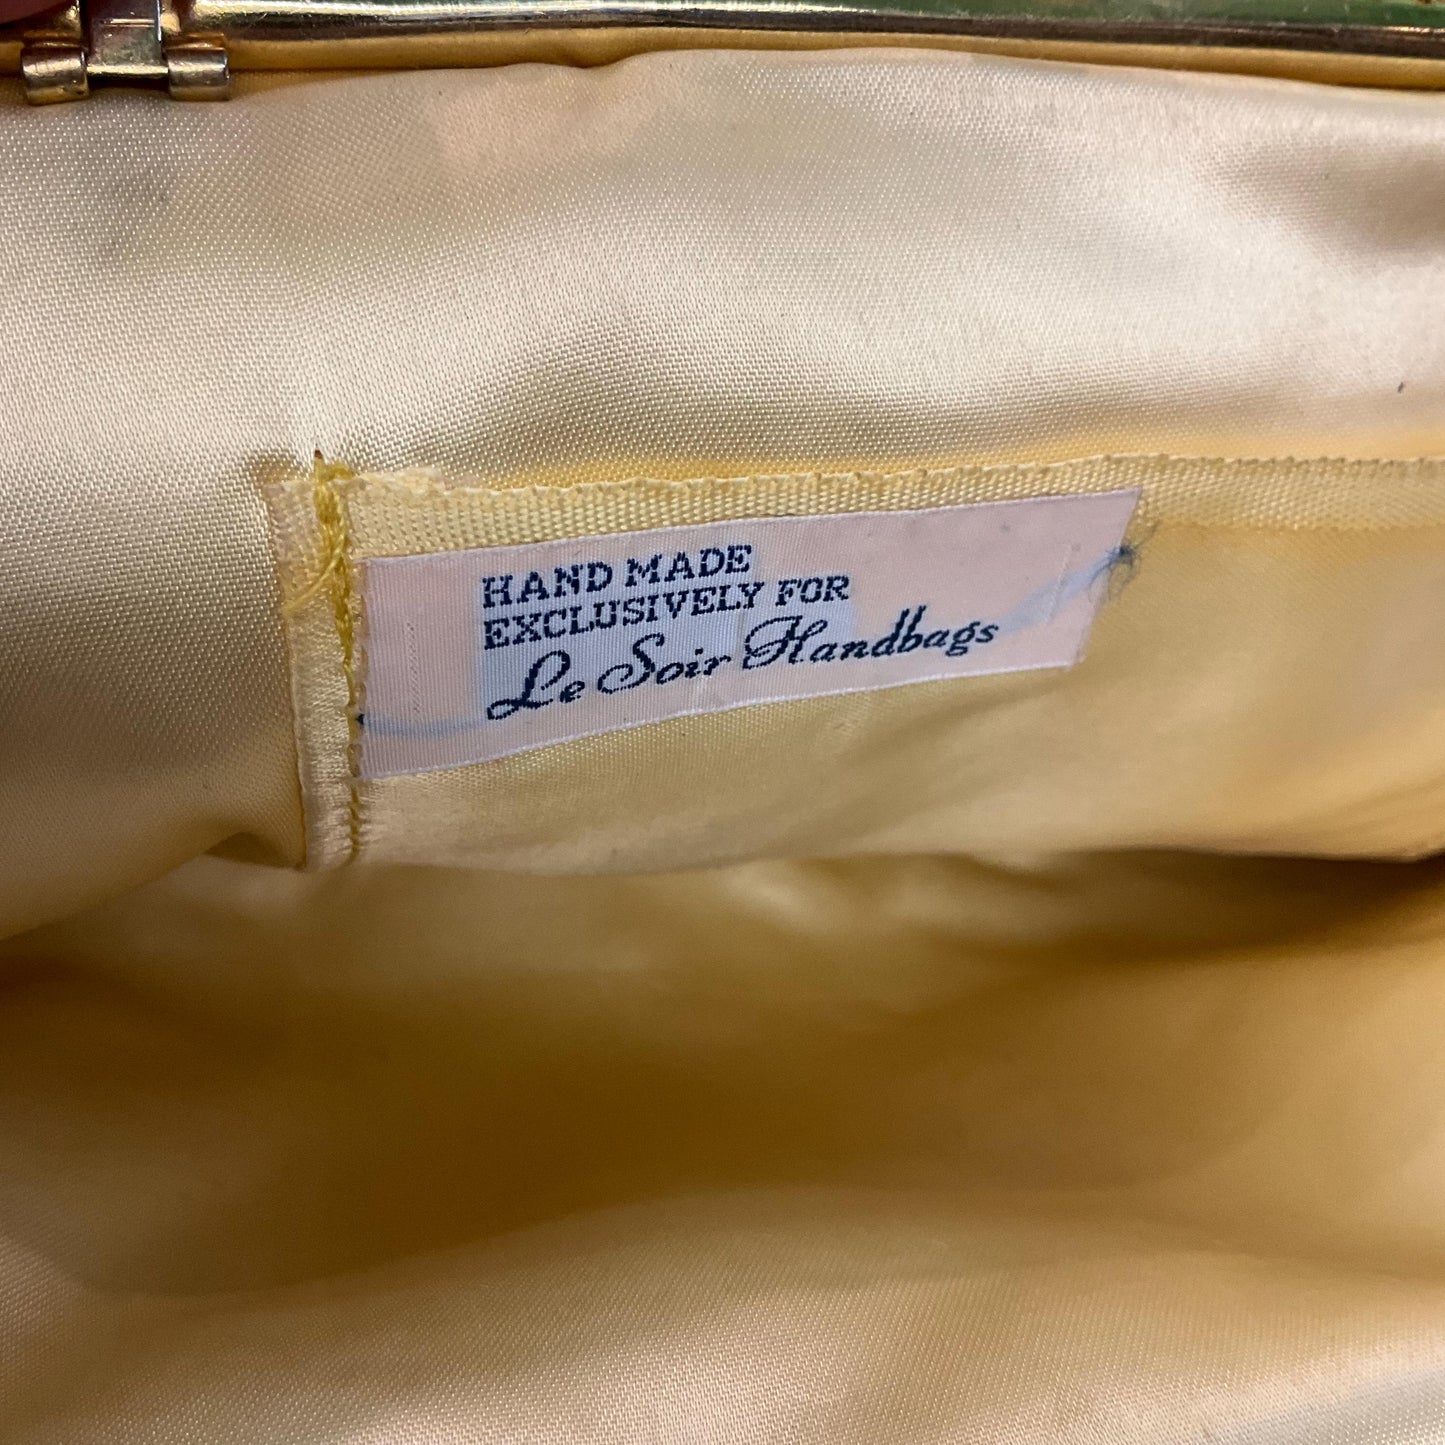 HAND MADE
EXCLUSIVELY FOR
Le Soir Handbags